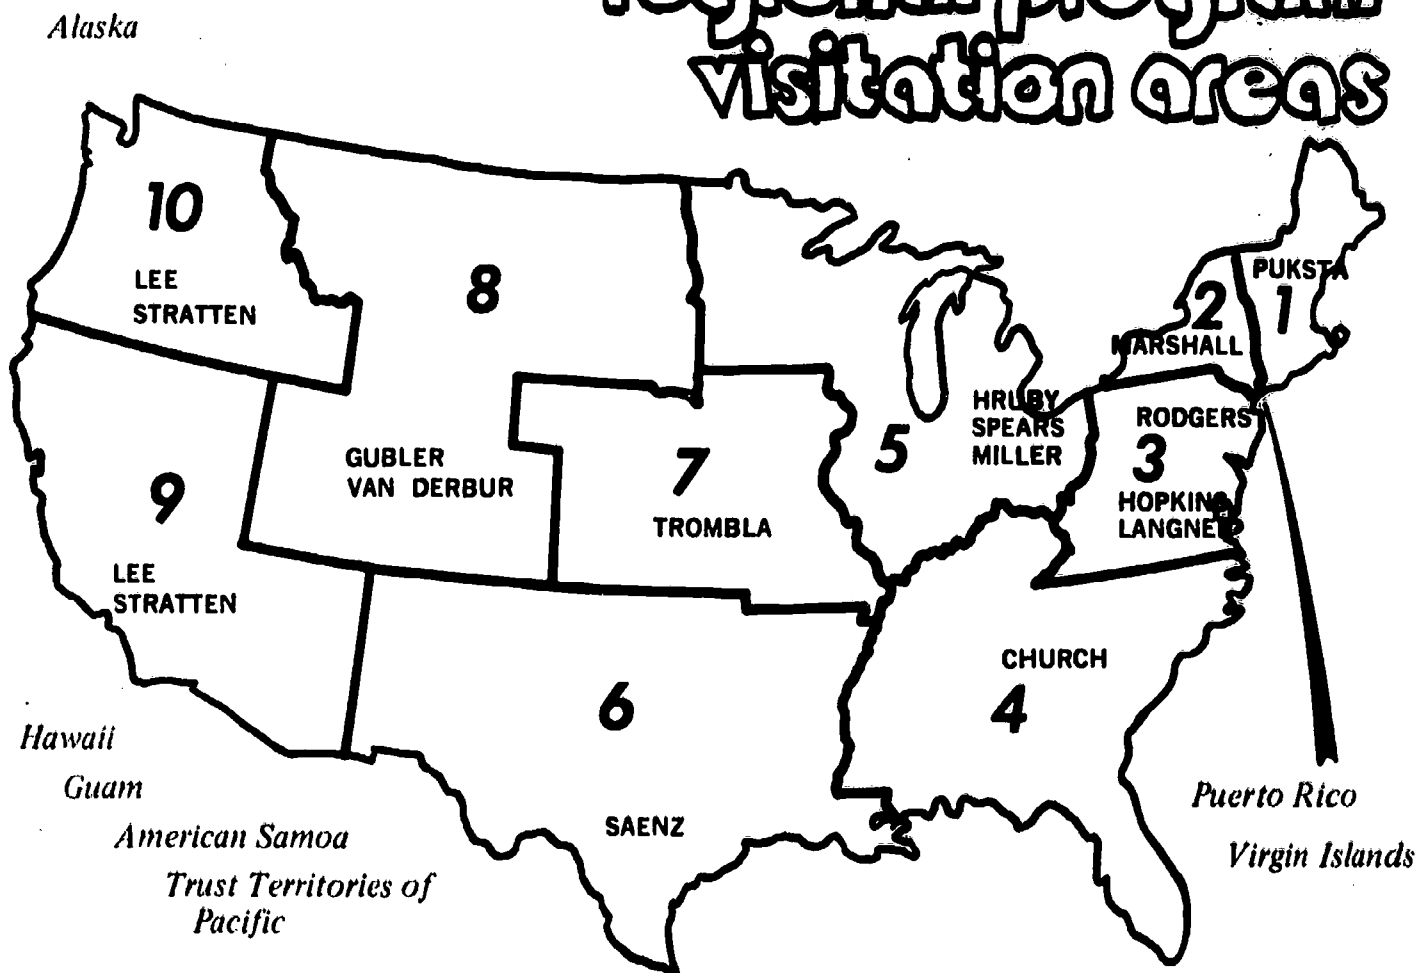 regional program
visitation areas
Alaska
10
LEE
STRATTEN
8
GUBLER
VAN DERBUR
9
LEE
STRATTEN
7
TROMBLA
5
HRUBY
SPEARS
MILLER
2
MARSHALL
PUKSTA
1
RODGERS
3
HOPKINS
LANGNER
CHURCH
4
6
SAENZ
Hawaii
Guam
American Samoa
Trust Territories of
Pacific
Puerto Rico
Virgin Islands